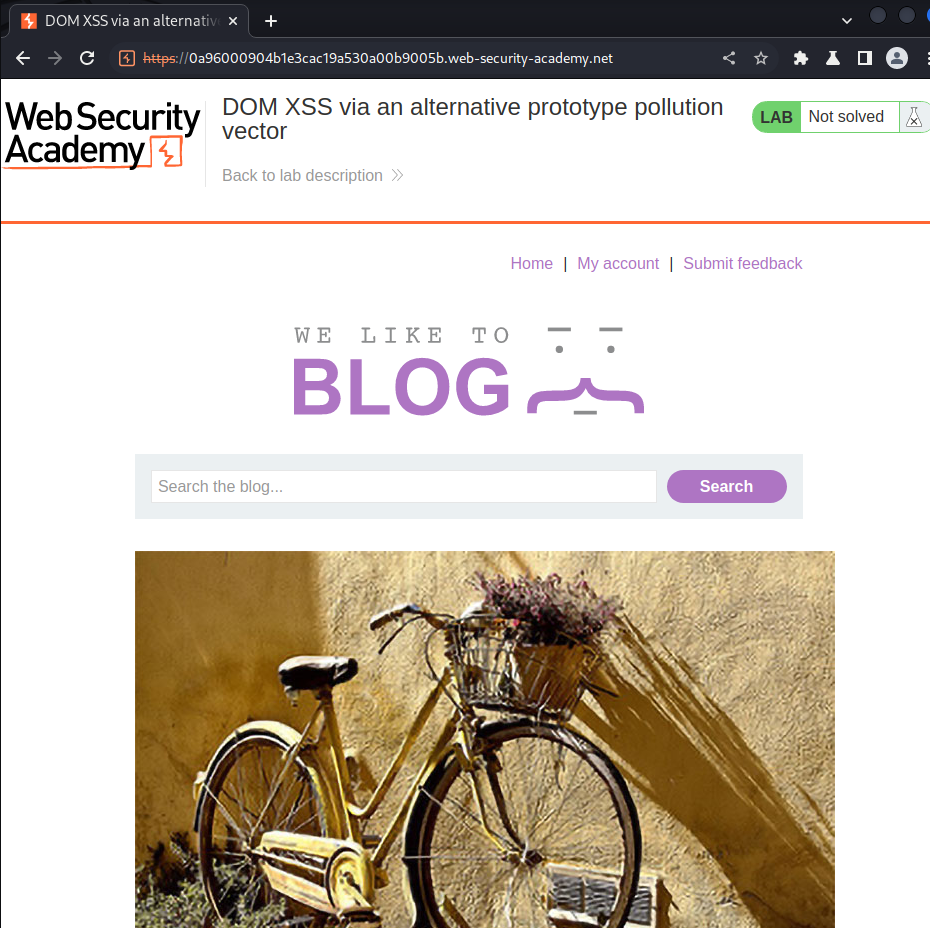 DOM XSS via an alternativ
https://0a96000904b1e3cac19a530a00b9005b.web-security-academy.net
Web Security
Academy
DOM XSS via an alternative prototype pollution
vector
LAB Not solved
Back to lab description
Home | My account | Submit feedback
WE LIKE TO
BLOG
Search the blog... Search